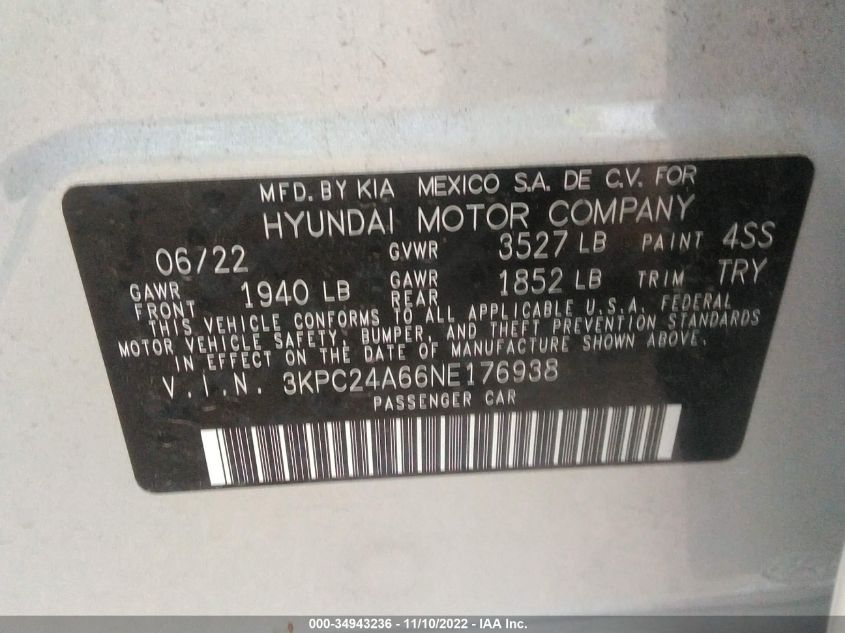 MFD. BY KIA MEXICO S.A. DE C.V. FOR
HYUNDAI MOTOR COMPANY
06/22 GVWR 3527 LB PAINT 4SS
GAWR FRONT 1940 LB GAWR REAR 1852 LB TRIM TRY
THIS VEHICLE CONFORMS TO ALL APPLICABLE U.S.A. FEDERAL
MOTOR VEHICLE SAFETY, BUMPER, AND THEFT PREVENTION STANDARDS
IN EFFECT ON THE DATE OF MANUFACTURE SHOWN ABOVE.
V.I.N. 3KPC24A66NE176938
PASSENGER CAR
000-34943236 - 11/10/2022 - IAA Inc.